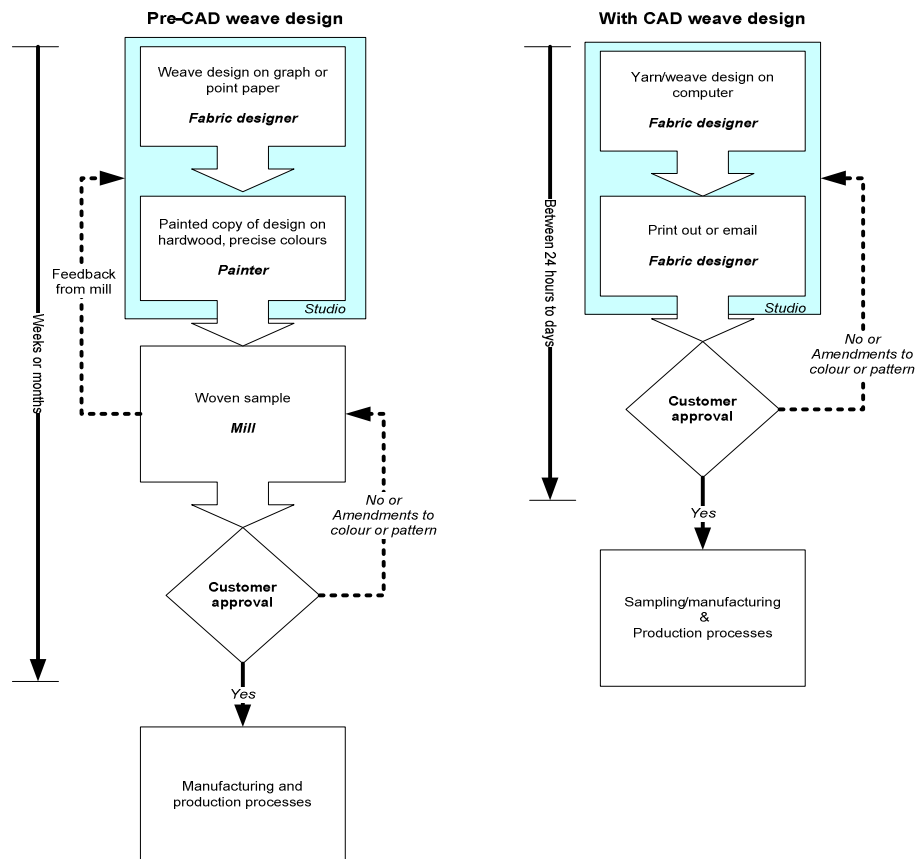 Pre–CAD weave design
Weave design on graph or
point paper
Fabric designer
Painted copy of design on
hardwood, precise colours
Painter
Studio
Feedback
from mill
Weeks or months
Woven sample
Mill
No or
Amendments to
colour or pattern
Customer
approval
Yes
Manufacturing and
production processes
With CAD weave design
Yarn/weave design on
computer
Fabric designer
Print out or email
Fabric designer
Studio
Between 24 hours to days
No or
Amendments to
colour or pattern
Customer
approval
Yes
Sampling/manufacturing
&
Production processes